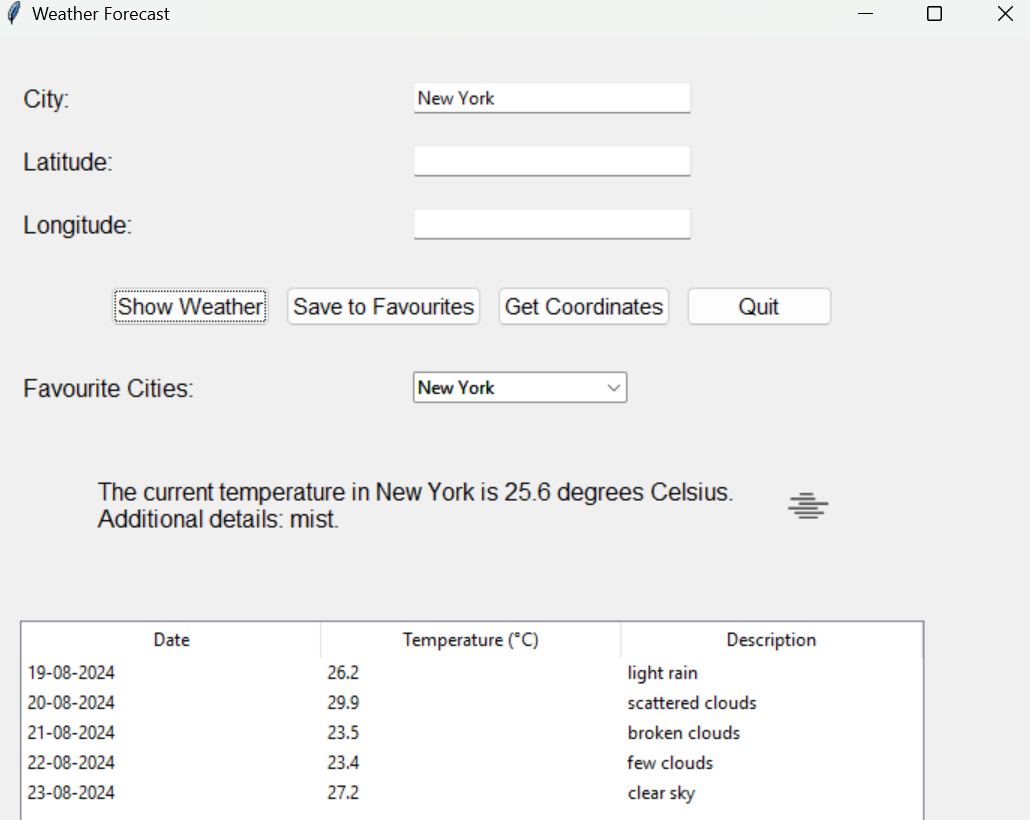 Weather Forecast
City:
New York
Latitude:
Longitude:
Show Weather
Save to Favourites
Get Coordinates
Quit
Favourite Cities:
New York
The current temperature in New York is 25.6 degrees Celsius.
Additional details: mist.
Date Temperature (°C) Description
19-08-2024 26.2 light rain
20-08-2024 29.9 scattered clouds
21-08-2024 23.5 broken clouds
22-08-2024 23.4 few clouds
23-08-2024 27.2 clear sky